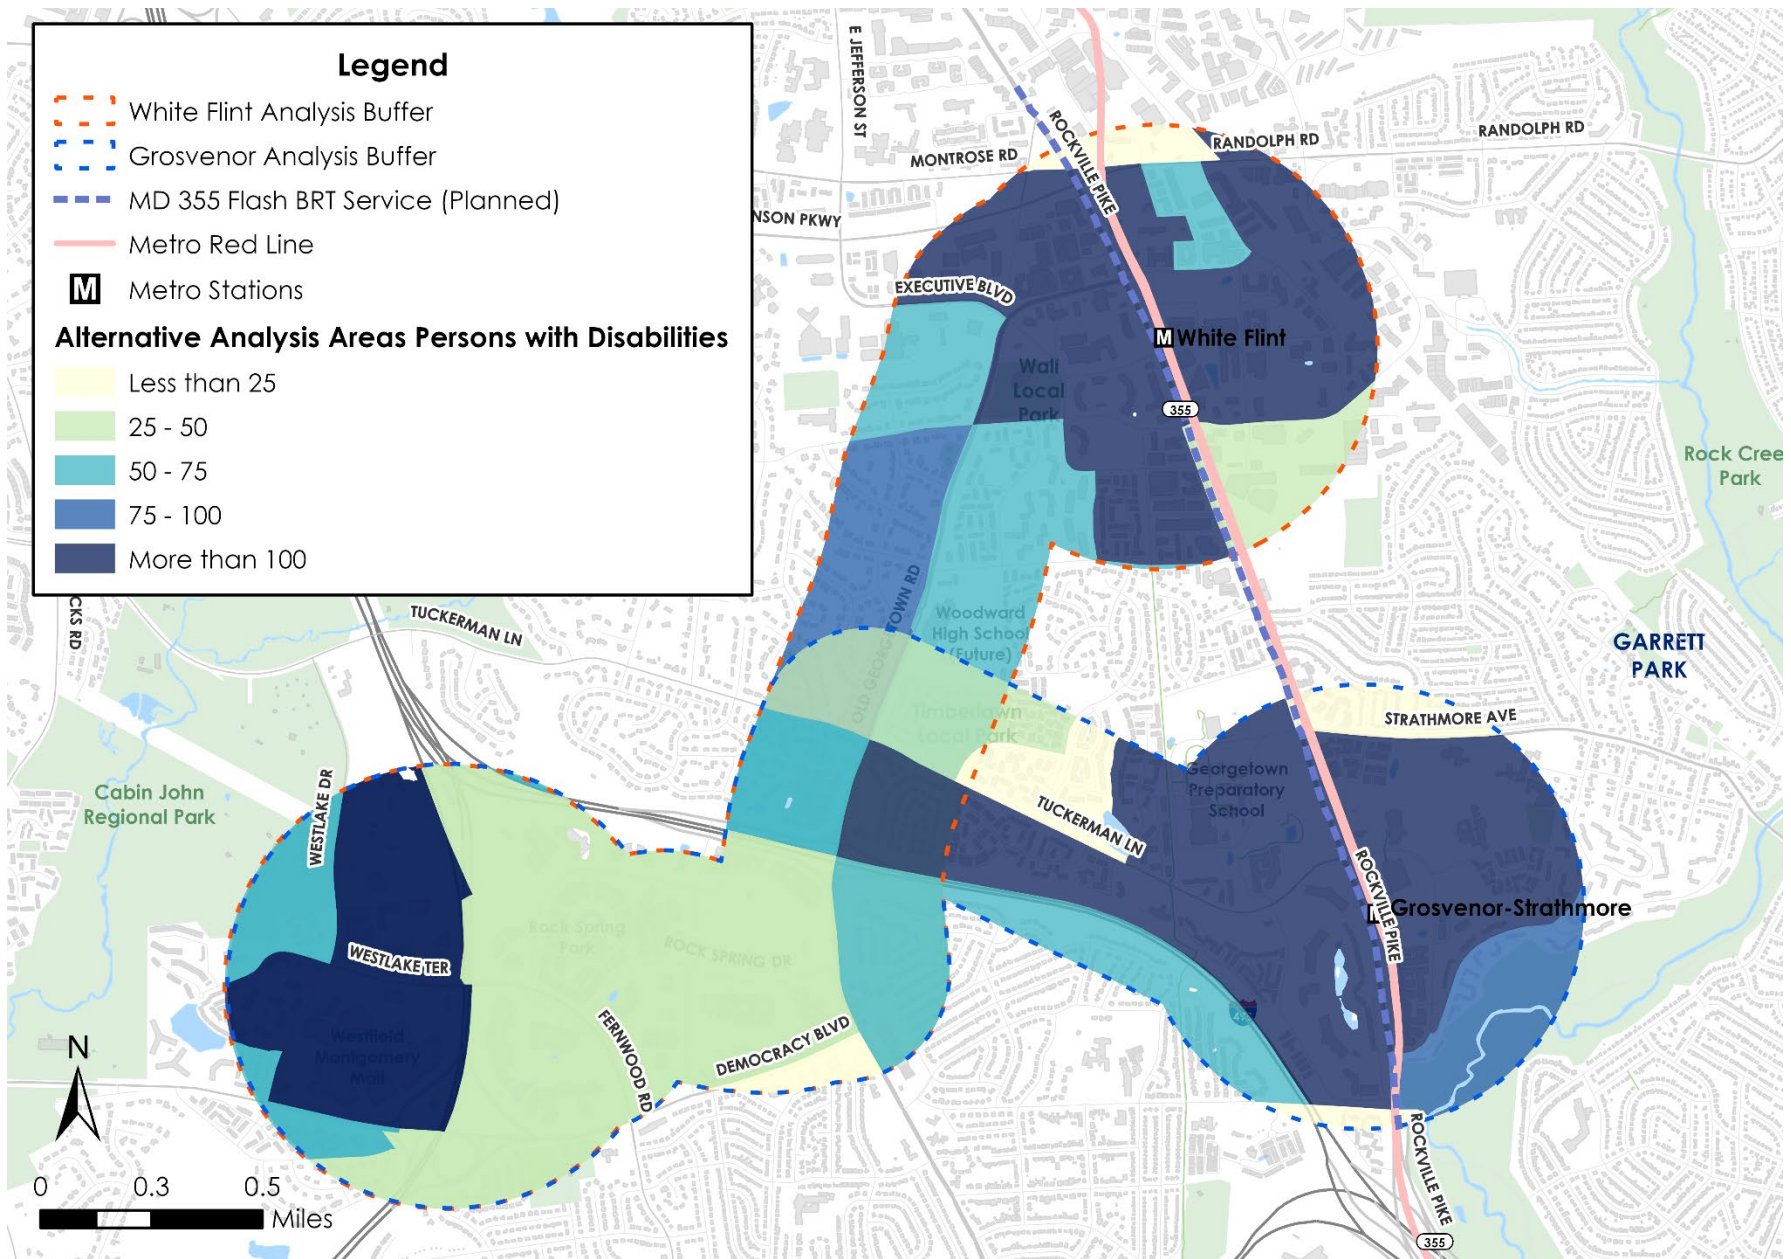 Legend
White Flint Analysis Buffer
Grosvenor Analysis Buffer
MD 355 Flash BRT Service (Planned)
Metro Red Line
M
Metro Stations
Alternative Analysis Areas Persons with Disabilities
Less than 25
25 - 50
50 - 75
75 - 100
More than 100
E JEFFERSON ST
ROCKVILLE PIKE
RANDOLPH RD
RANDOLPH RD
MONTROSE RD
NSON PKWY
EXECUTIVE BLVD
M White Flint
Wall
Local
Park
355
Rock Cree
Park
OLD GEORGETOWN RD
CKS RD
TUCKERMAN LN
Woodward
High School
(Future)
GARRETT
PARK
Timberlawn
Local Park
STRATHMORE AVE
Georgetown
Preparatory
School
Cabin John
Regional Park
WESTLAKE DR
TUCKERMAN LN
ROCKVILLE PIKE
Grosvenor-Strathmore
Rock Spring
Park
ROCK SPRING DR
WESTLAKE TER
495
Westfield
Montgomery
Mall
FERNWOOD RD
DEMOCRACY BLVD
N
ROCKVILLE PIKE
0 0.3 0.5
Miles
355